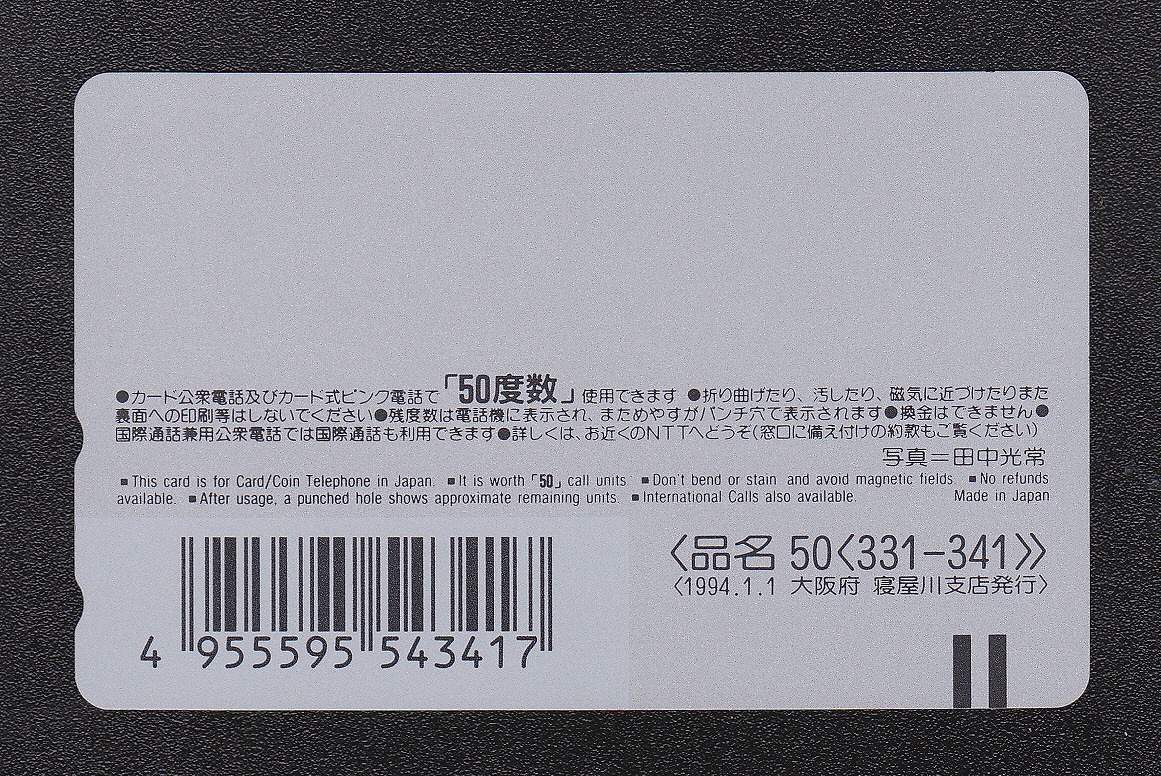 ●カード公衆電話及びカード式ピンク電話で「50度数」使用できます ●折り曲げたり、汚したり、磁気に近づけたりまた
裏面への印刷等はしないでください●残度数は電話機に表示され、まためやすがパンチ穴で表示されます●換金はできません●
国際通話兼用公衆電話では国際通話も利用できます●詳しくは、お近くのNTTへどうぞ(窓口に備え付けの約款もご覧ください)
写真=田中光常
■This card is for Card/Coin Telephone in Japan. ■It is worth「50」call units ■Don't bend or stain and avoid magnetic fields. ■No refunds
available. ■After usage, a punched hole shows approximate remaining units. ■International Calls also available. Made in Japan
〈品名 50〈331-341〉〉
〈1994.1.1 大阪府 寝屋川支店発行〉
4 955595 543417